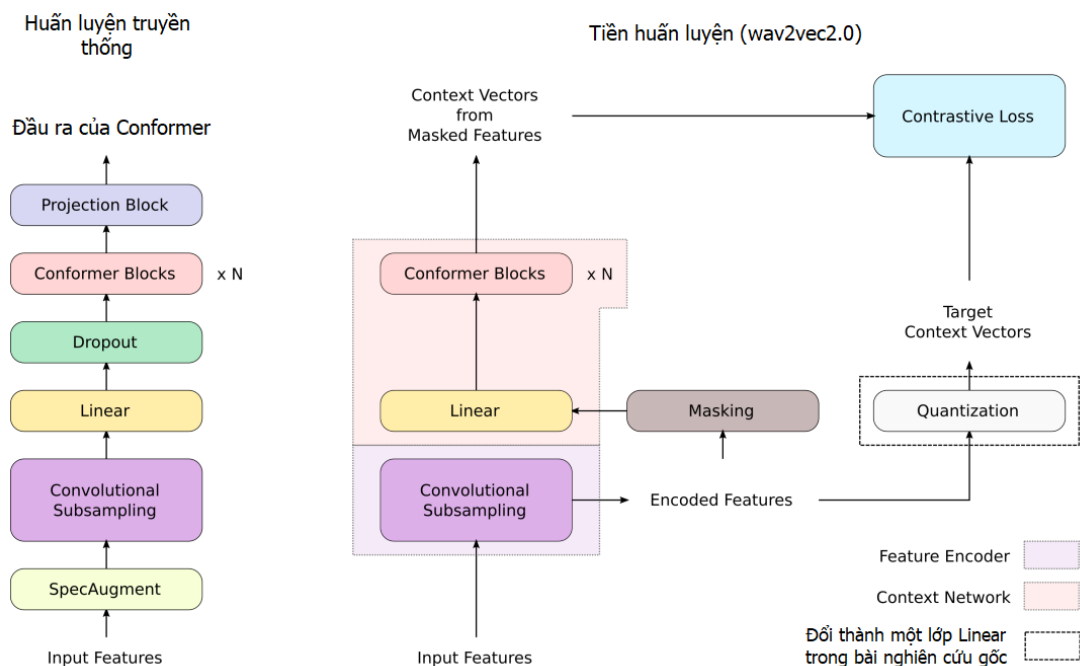 Huấn luyện truyền
thống
Đầu ra của Conformer
Projection Block
Conformer Blocks
x N
Dropout
Linear
Convolutional
Subsampling
SpecAugment
Input Features
Tiền huấn luyện (wav2vec2.0)
Context Vectors
from
Masked Features
Contrastive Loss
Conformer Blocks
x N
Target
Context Vectors
Linear
Masking
Quantization
Convolutional
Subsampling
Encoded Features
Input Features
Feature Encoder
Context Network
Đổi thành một lớp Linear
trong bài nghiên cứu gốc